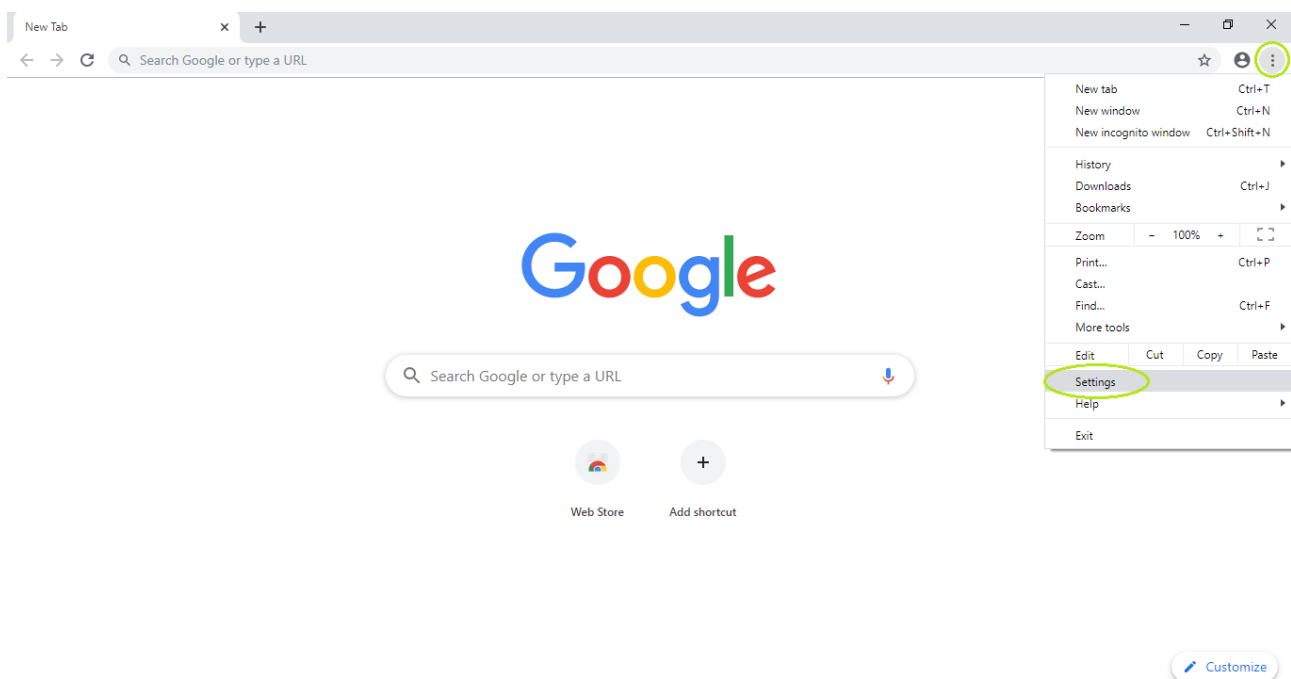 New Tab
Search Google or type a URL
New tab Ctrl+T
New window Ctrl+N
New incognito window Ctrl+Shift+N
History
Downloads Ctrl+J
Bookmarks
Zoom - 100% +
Print... Ctrl+P
Cast...
Find... Ctrl+F
More tools
Edit Cut Copy Paste
Settings
Help
Exit
Google
Search Google or type a URL
Web Store Add shortcut
Customize